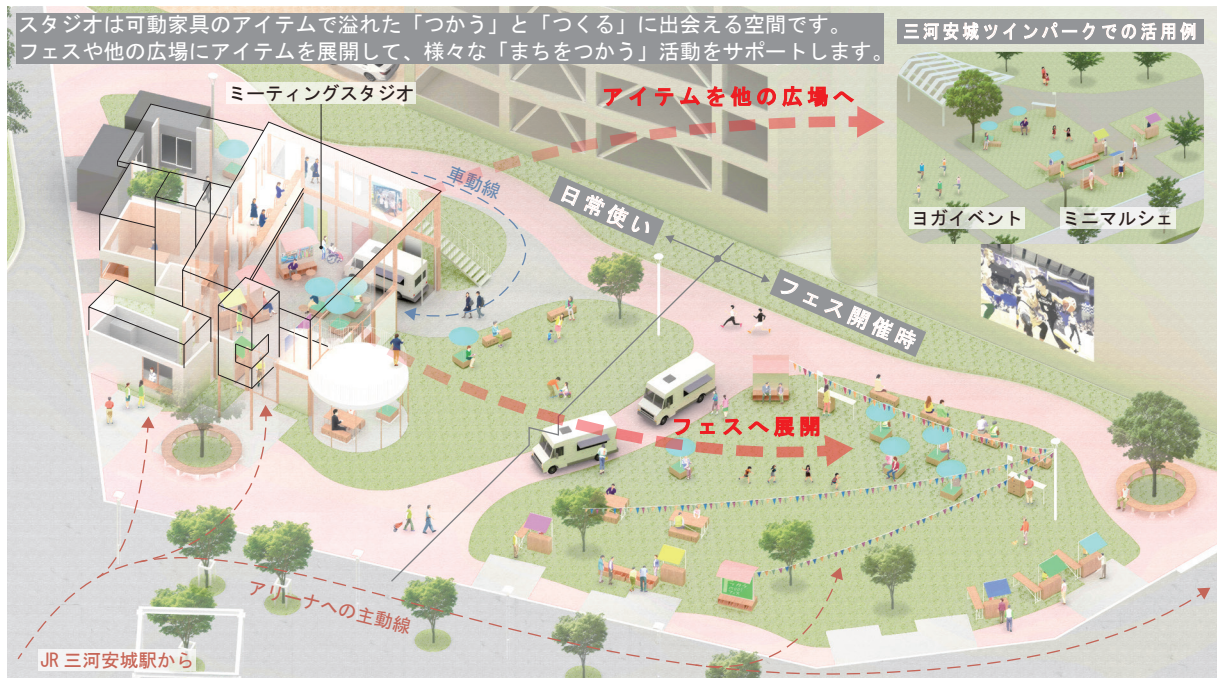 スタジオは可動家具のアイテムで溢れた「つかう」と「つくる」に出会える空間です。
フェスや他の広場にアイテムを展開して、様々な「まちをつかう」活動をサポートします。
三河安城ツインパークでの活用例
ミーティングスタジオ
アイテムを他の広場へ
車動線
日常使い
ヨガイベント
ミニマルシェ
フェス開催時
フェスへ展開
アリーナへの主動線
JR 三河安城駅から